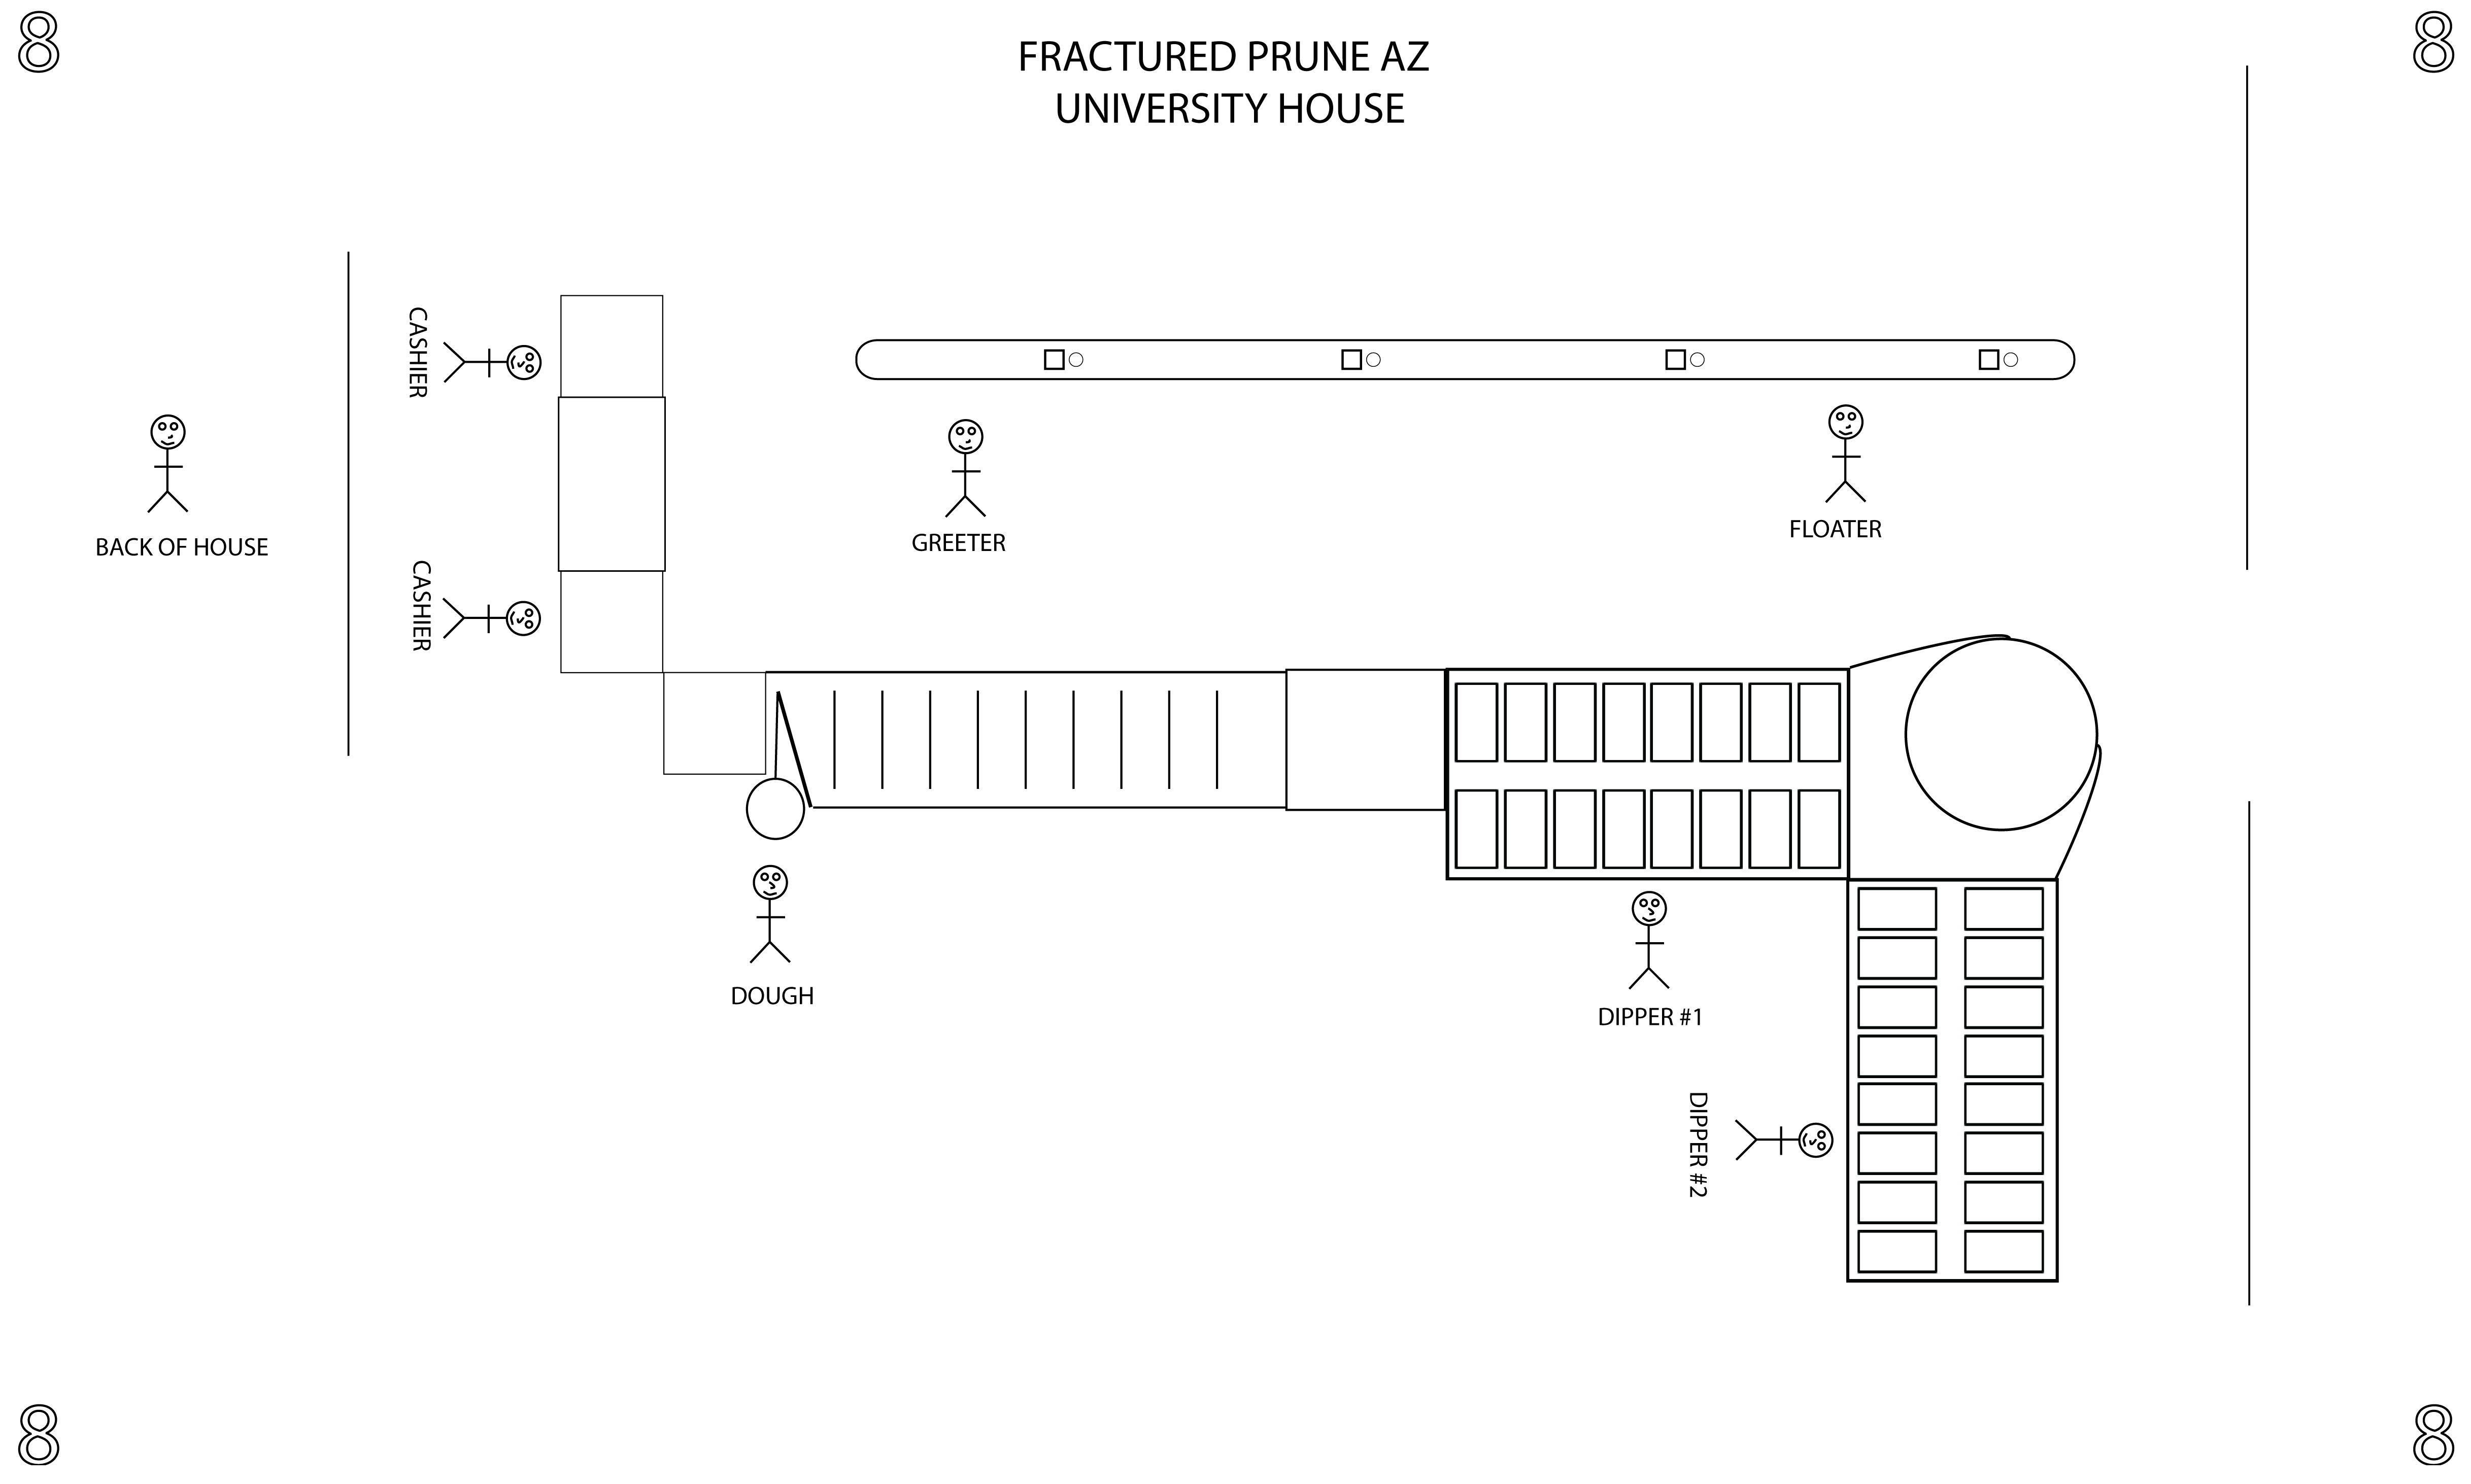 8
8
FRACTURED PRUNE AZ
UNIVERSITY HOUSE
CASHIER
BACK OF HOUSE
GREETER
FLOATER
CASHIER
DOUGH
DIPPER #1
DIPPER #2
8
8